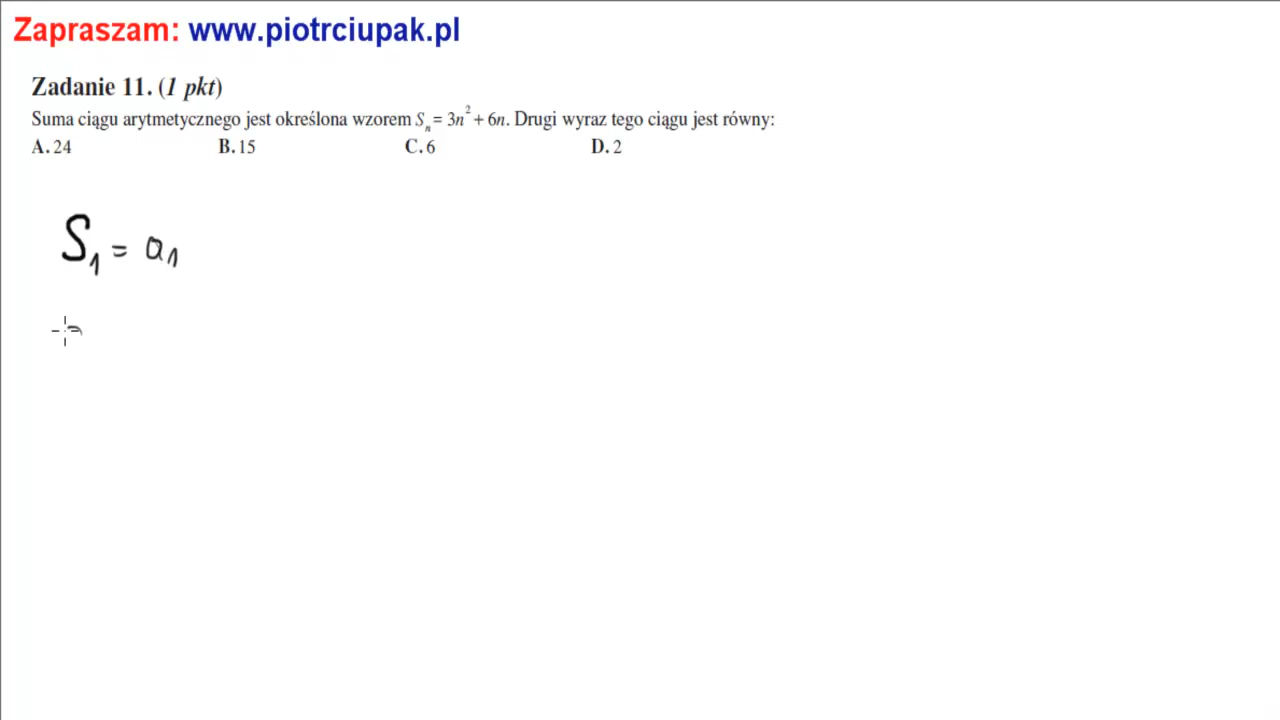 Zapraszam: www.piotrciupak.pl
Zadanie 11. (1 pkt)
Suma ciągu arytmetycznego jest określona wzorem Sₙ = 3n² + 6n. Drugi wyraz tego ciągu jest równy:
A. 24 B. 15 C. 6 D. 2
S₁ = a₁